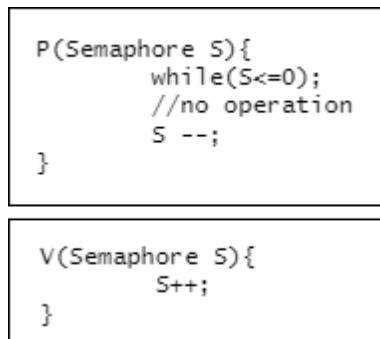 P(Semaphore S){
while(S<=0);
//no operation
S --;
}
V(Semaphore S){
S++;
}